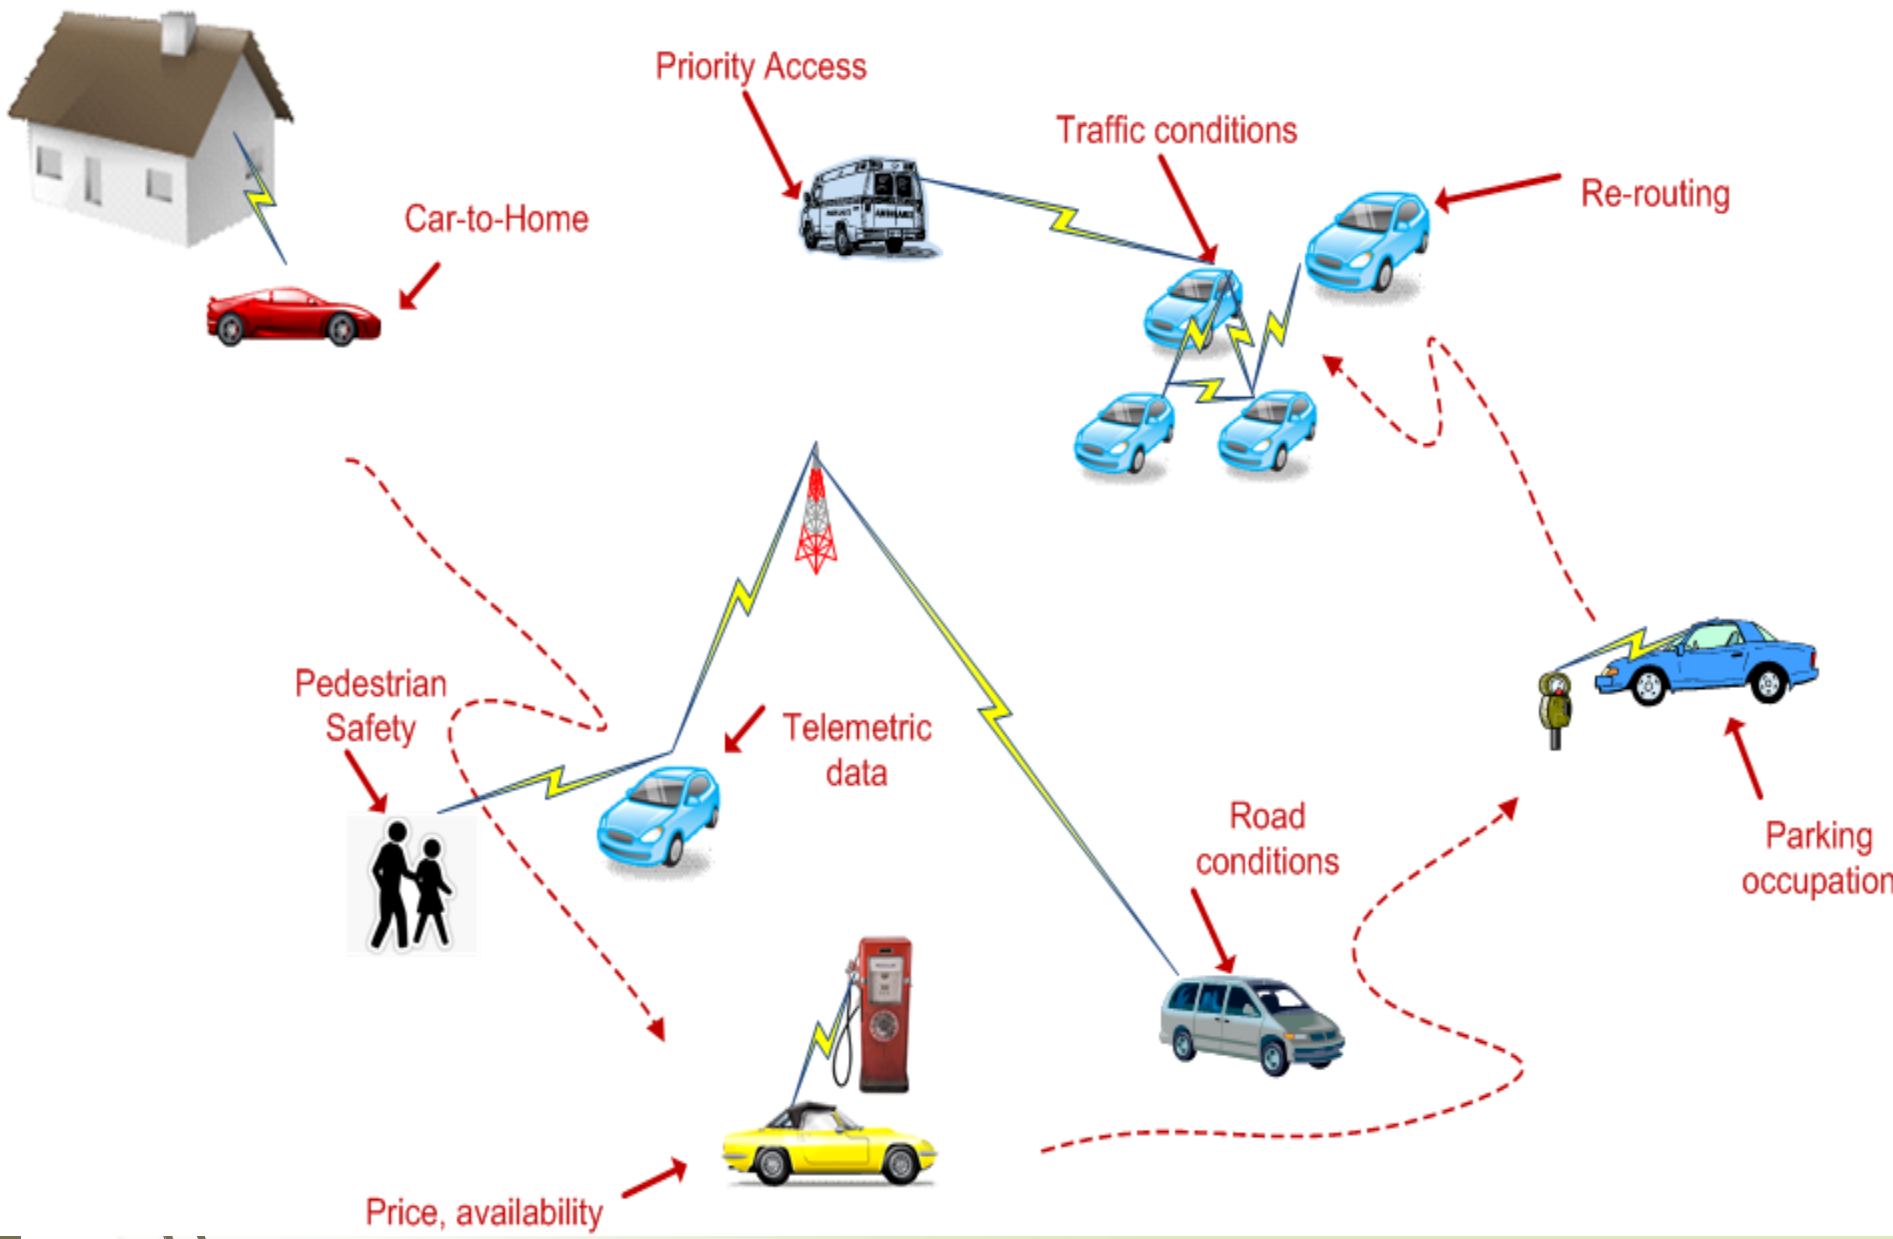 Priority Access
Traffic conditions
Re-routing
Car-to-Home
AMBULANCE
Pedestrian
Safety
Telemetric
data
Road
conditions
Parking
occupation
Price, availability